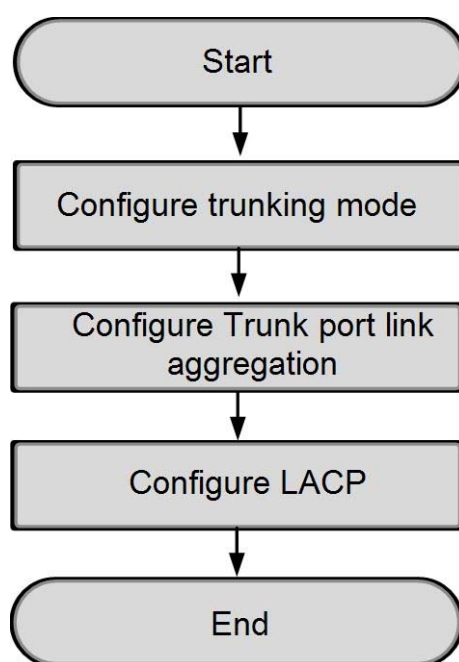 Start
Configure trunking mode
Configure Trunk port link
aggregation
Configure LACP
End